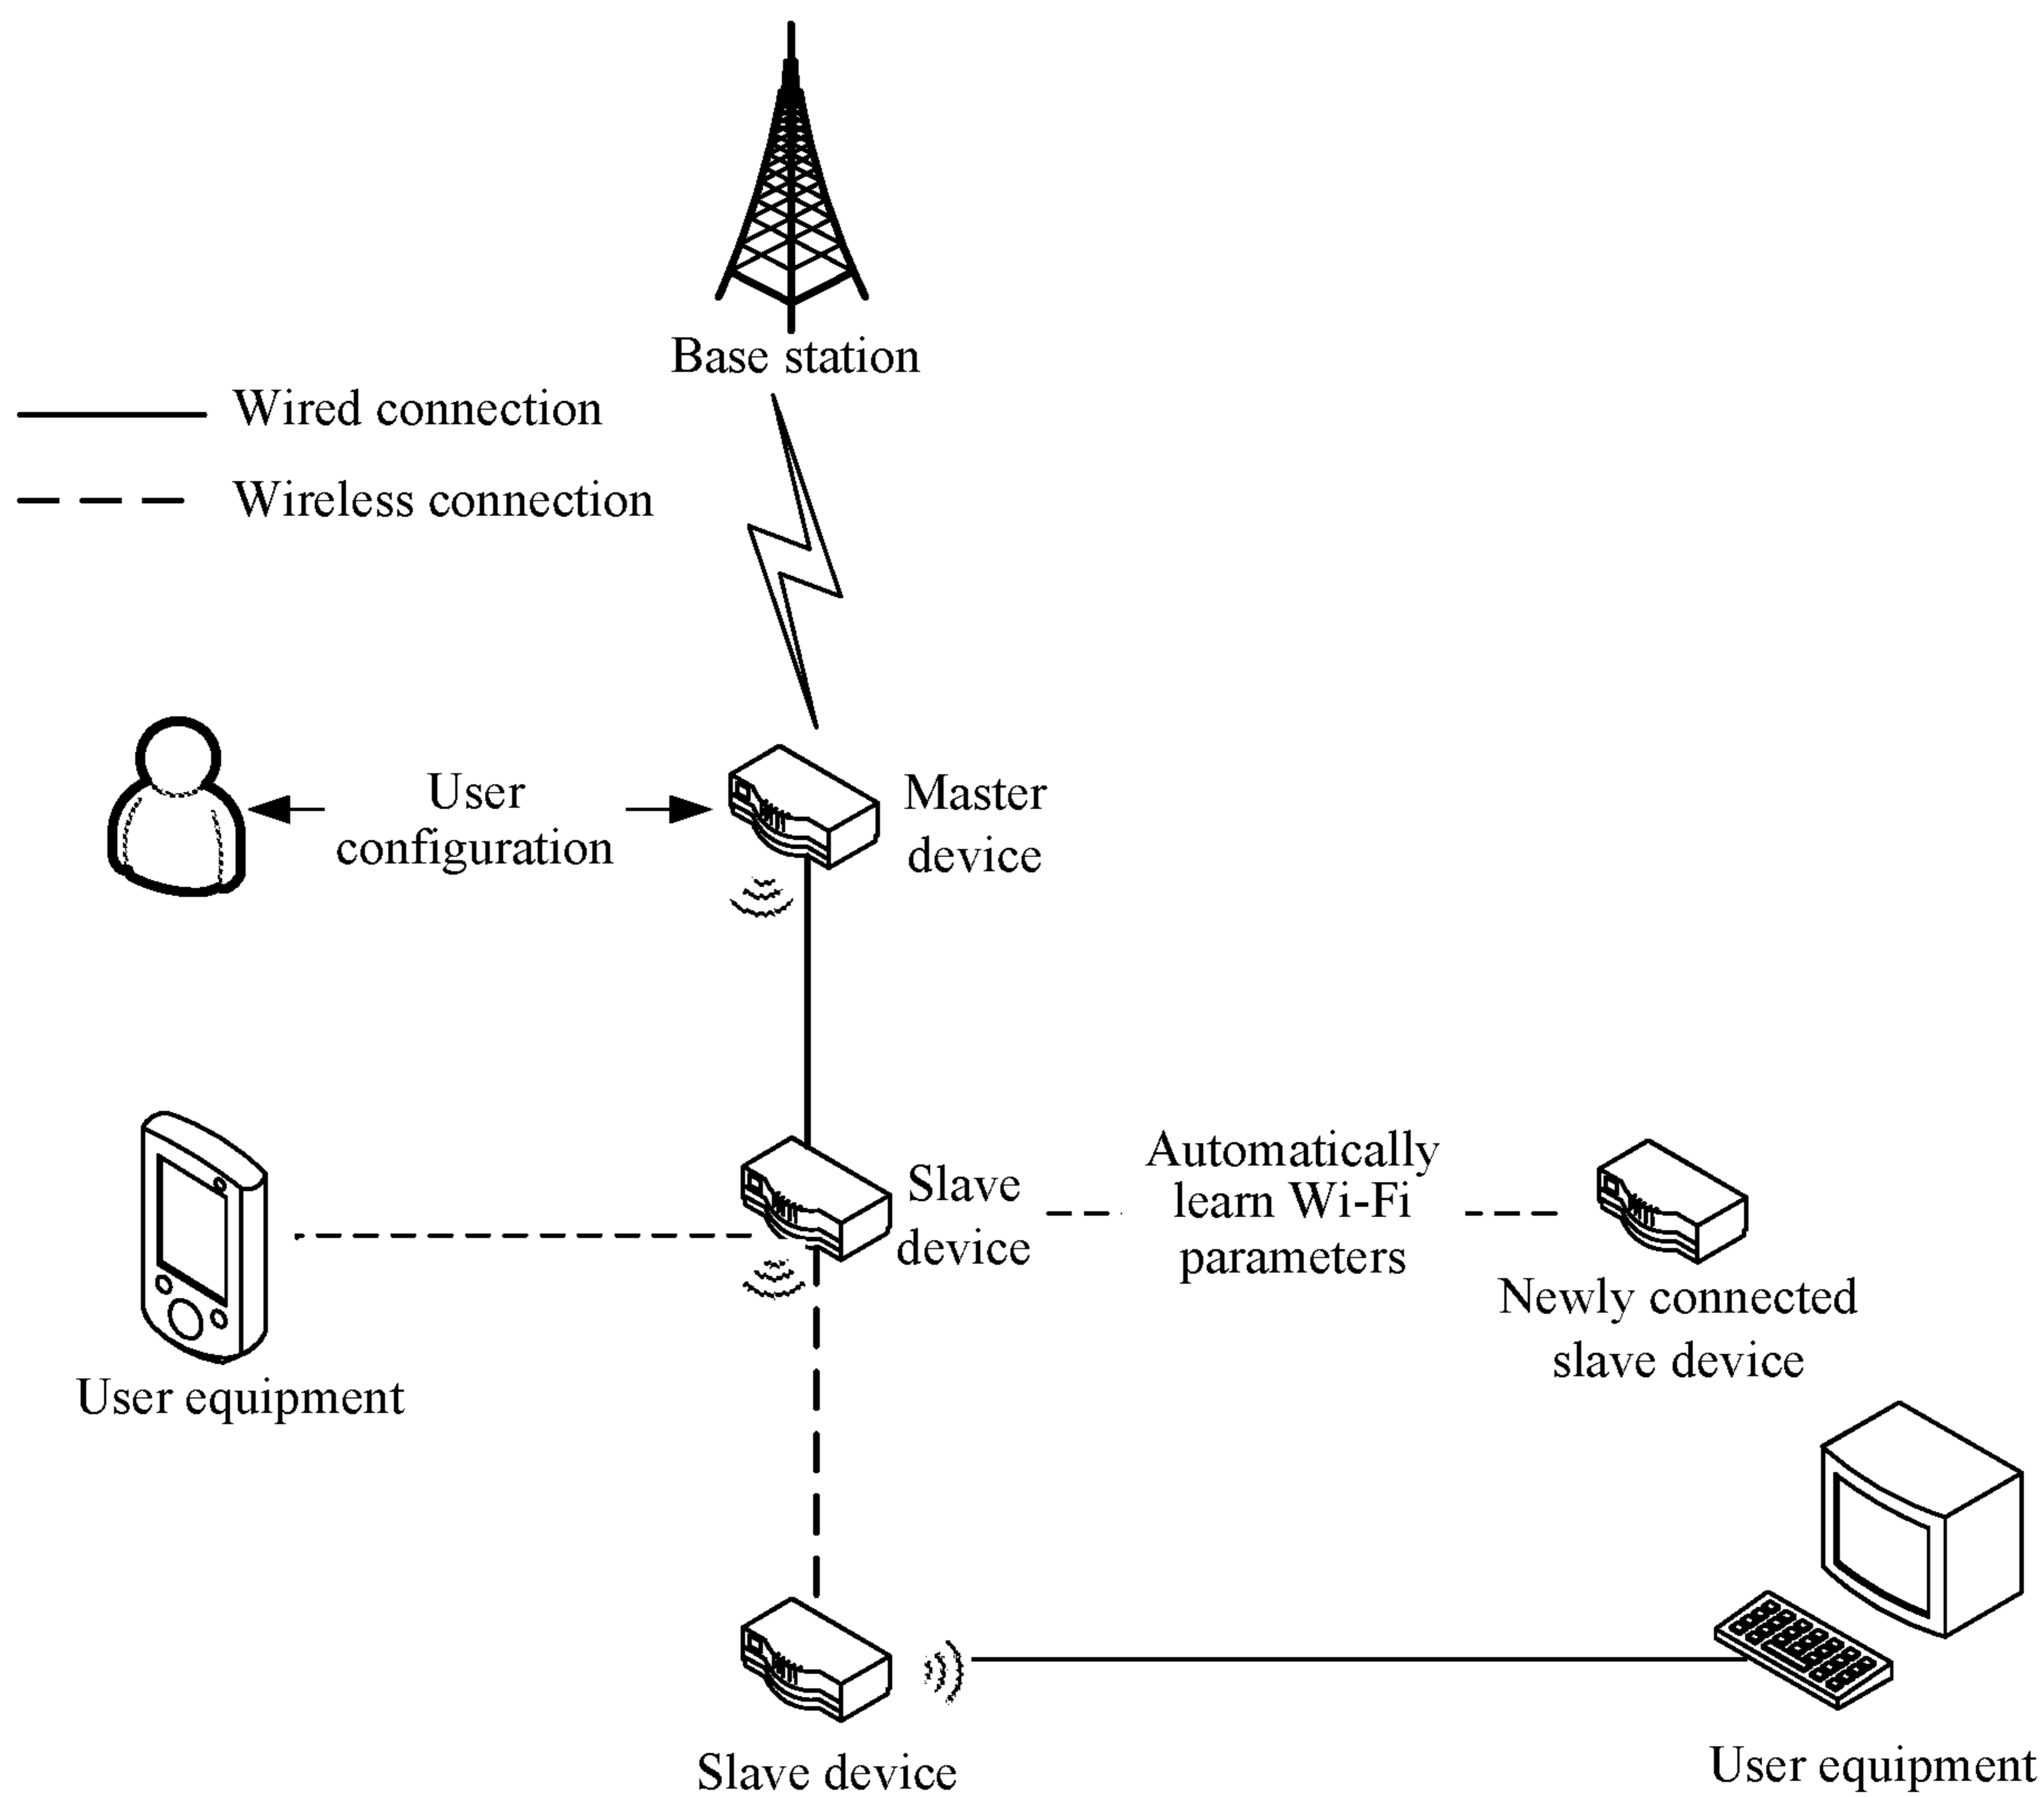 Base station
Wired connection
Wireless connection
User
configuration
Master
device
Slave
device
Automatically
learn Wi-Fi
parameters
Newly connected
slave device
User equipment
Slave device
User equipment